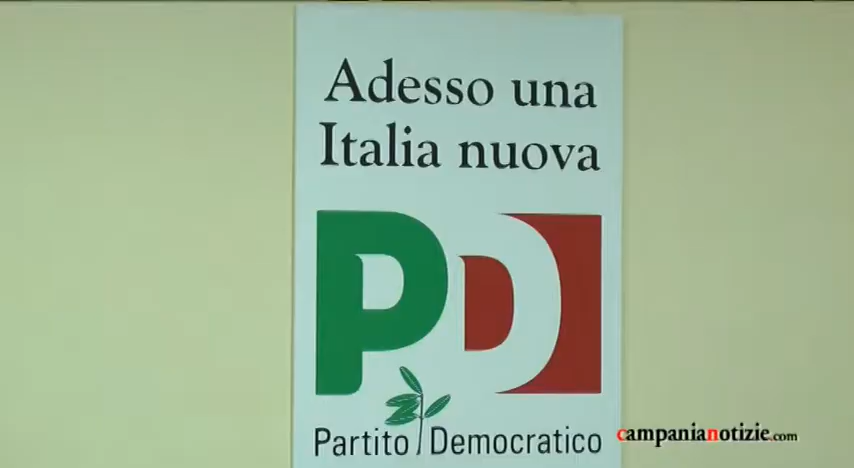 Adesso una
Italia nuova
PD
Partito Democratico
campanianotizie.com